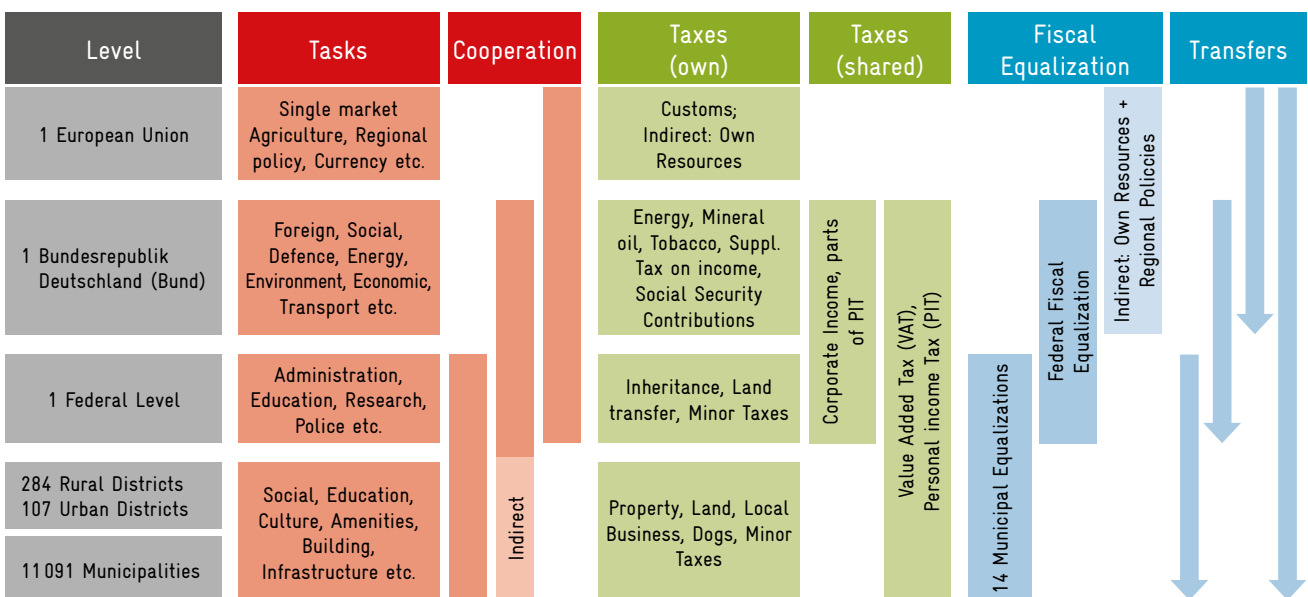 Level
Tasks
Cooperation
Taxes
(own)
Taxes
(shared)
Fiscal
Equalization
Transfers
1 European Union
Single market
Agriculture, Regional
policy, Currency etc.
Customs;
Indirect: Own
Resources
Indirect: Own Resources +
Regional Policcies
1 Bundesrepublik
Deutschland (Bund)
Foreign, Social,
Defence, Energy,
Environment, Economic,
Transport etc.
Energy, Mineral
oil, Tobacco, Suppl.
Tax on income,
Social Security
Contributions
Corporate Income, parts
of PIT
Value Added Tax (VAT),
Personal income Tax (PIT)
Federal Fiscal
Equalization
1 Federal Level
Administration,
Education, Research,
Police etc.
Inheritance, Land
transfer, Minor Taxes
14 Municipal Equalizations
284 Rural Districts
107 Urban Districts
11 091 Municipalities
Social, Education,
Culture, Amenities,
Building,
Infrastructure etc.
Indirect
Property, Land, Local
Business, Dogs, Minor
Taxes